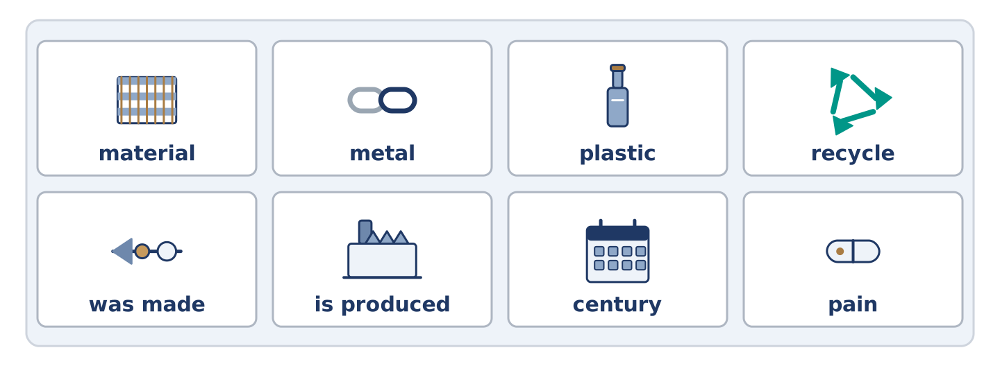 material
metal
plastic
recycle
was made
is produced
century
pain